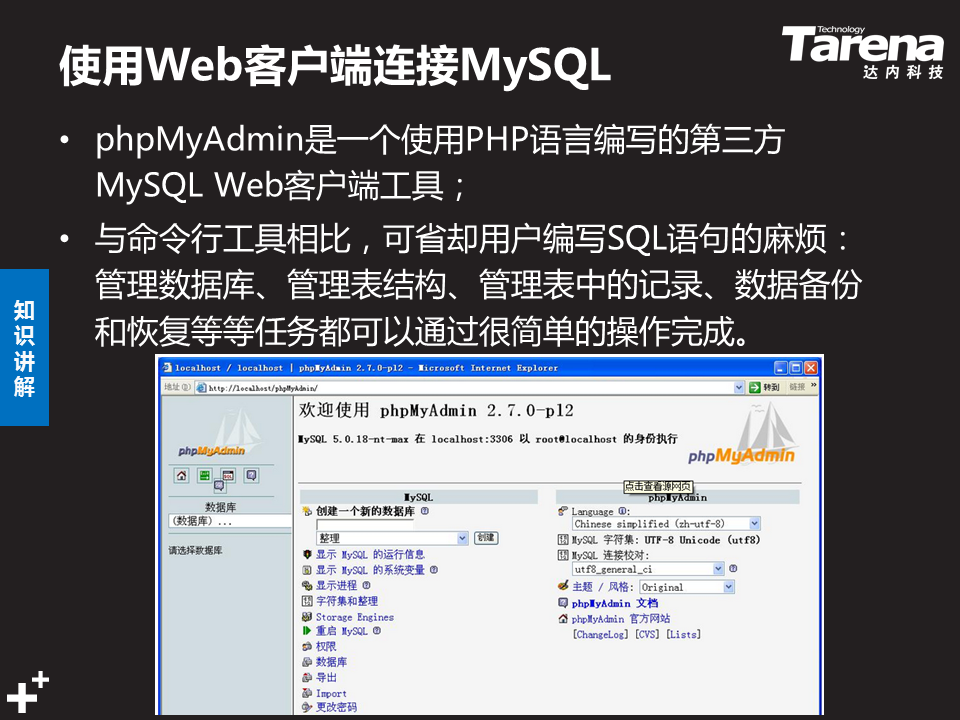 使用Web客户端连接MySQL
Technology
Tarena
达内科技
• phpMyAdmin是一个使用PHP语言编写的第三方
MySQL Web客户端工具；
• 与命令行工具相比，可省却用户编写SQL语句的麻烦：
管理数据库、管理表结构、管理表中的记录、数据备份
和恢复等等任务都可以通过很简单的操作完成。
知识讲解
localhost / localhost | phpMyAdmin 2.7.0-pl2 - Microsoft Internet Explorer
地址(D) http://localhost/phpMyAdmin/ 转到 链接 »
phpMyAdmin
数据库
(数据库) ...
请选择数据库
欢迎使用 phpMyAdmin 2.7.0-pl2
MySQL 5.0.18-nt-max 在 localhost:3306 以 root@localhost 的身份执行
phpMyAdmin
点击查看源网页
MySQL
创建一个新的数据库
整理 创建
显示 MySQL 的运行信息
显示 MySQL 的系统变量
显示进程
字符集和整理
Storage Engines
重启 MySQL
权限
数据库
导出
Import
更改密码
phpMyAdmin
Language :
Chinese simplified (zh-utf-8)
MySQL 字符集: UTF-8 Unicode (utf8)
MySQL 连接校对:
utf8_general_ci
主题 / 风格: Original
phpMyAdmin 文档
phpMyAdmin 官方网站
[ChangeLog] [CVS] [Lists]